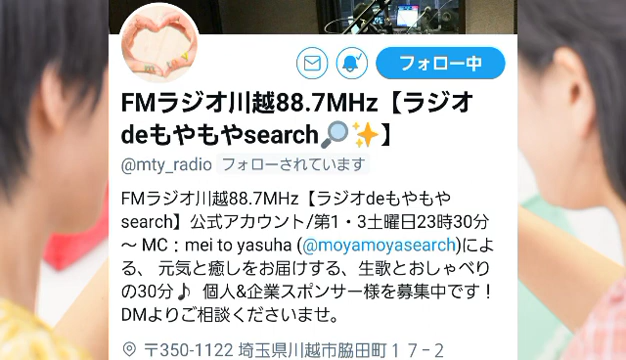 フォロー中
FMラジオ川越88.7MHz【ラジオ
deもやもやsearch🔎✨】
@mty_radio フォローされています
FMラジオ川越88.7MHz【ラジオdeもやもや
search】公式アカウント/第1・3土曜日23時30分
～ MC：mei to yasuha (@moyamoyasearch)によ
る、 元気と癒しをお届けする、生歌とおしゃべり
の30分♪ 個人&企業スポンサー様を募集中です！
DMよりご相談くださいませ。
〒350-1122 埼玉県川越市脇田町１７−２